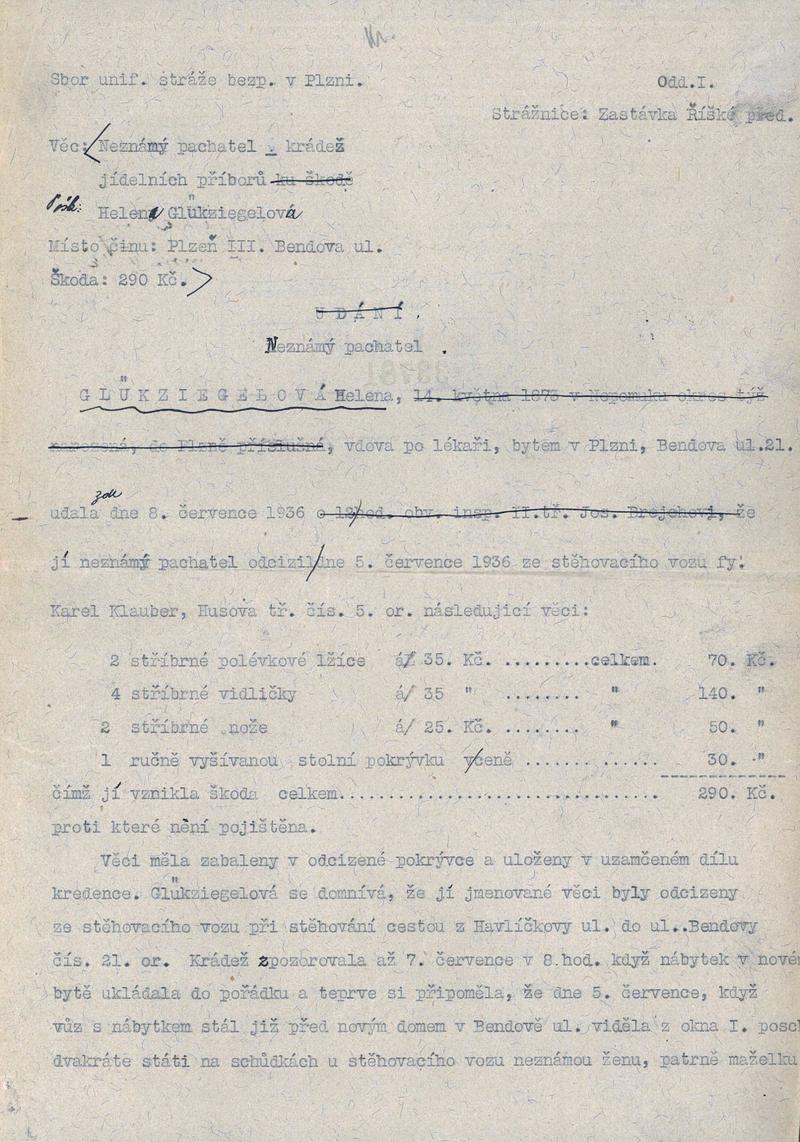 Sbor unif. stráže bezp. v Plzni. Odd.I.
Strážnice: Zastávka Říšké před.
Věc: Neznámý pachatel - krádež
jídelních příborů ku škodě
Pošk: Helena Glükziegelová
Místo činu: Plzeň III. Bendova ul.
Škoda: 290 Kč.
U D Á N Í .
Neznámý pachatel .
G L Ü K Z I E G E L O V Á Helena, 14. května 1873 v Nepomuku okres týž
narozená, do Plzně příslušná, vdova po lékaři, bytem v Plzni, Bendova ul.21.
zde
udala dne 8. července 1936 o 12 hod. obv. insp. II.tř. Jos. Brejchovi, že
jí neznámý pachatel odcizil dne 5. července 1936 ze stěhovacího vozu fy.
Karel Klauber, Husova tř. čís. 5. or. následující věci:
2 stříbrné polévkové lžíce á/ 35. Kč. .........celkem. 70. Kč.
4 stříbrné vidličky á/ 35 " ........ " 140. "
2 stříbrné nože á/ 25. Kč. ........ " 50. "
1 ručně vyšívanou stolní pokrývku v ceně ........ ...... 30. "
čímž jí vznikla škoda celkem................................. 290. Kč.
proti které není pojištěna.
Věci měla zabaleny v odcizené pokrývce a uloženy v uzamčeném dílu
kredence. Glükziegelová se domnívá, že jí jmenované věci byly odcizeny
ze stěhovacího vozu při stěhování cestou z Havlíčkovy ul. do ul..Bendovy
čís. 21. or. Krádež zpozorovala až 7. července v 8.hod. když nábytek v nové
bytě ukládala do pořádku a teprve si připoměla, že dne 5. července, když
vůz s nábytkem stál již před novým domem v Bendově ul. viděla z okna I. posch
dvakráte státi na schůdkách u stěhovacího vozu neznámou ženu, patrně maželku